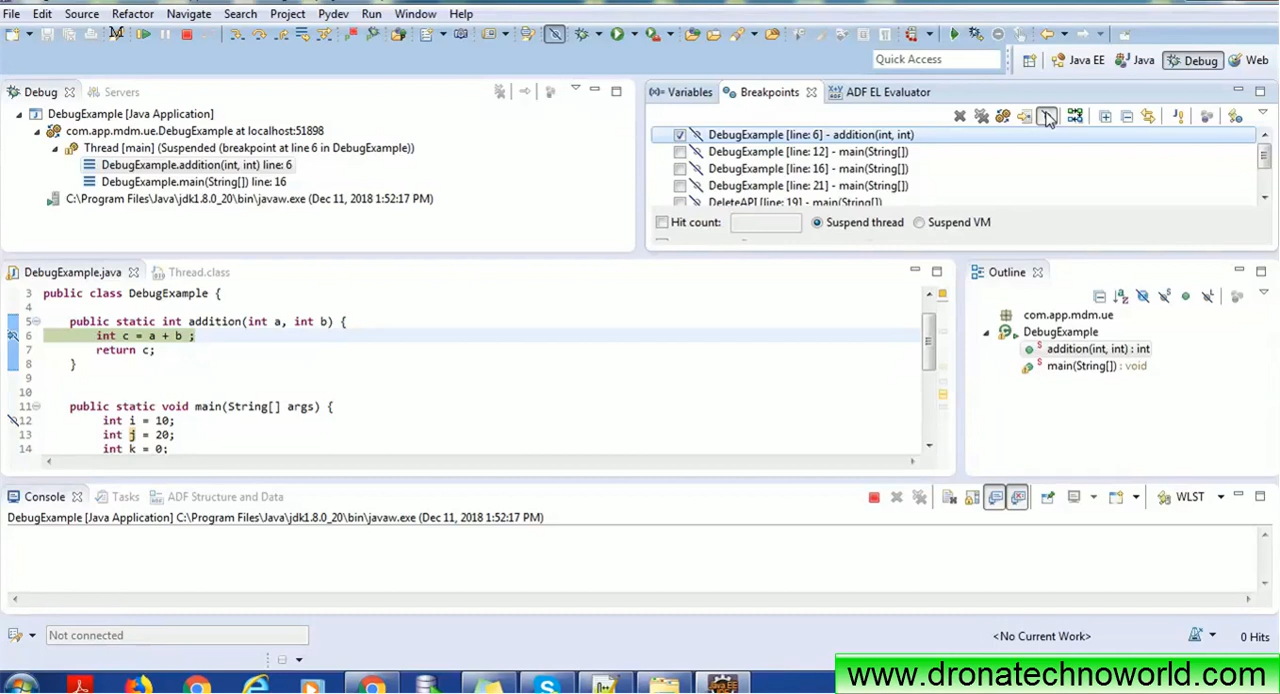 File Edit Source Refactor Navigate Search Project Pydev Run Window Help
Quick Access
Java EE Java Debug Web
Debug Servers
DebugExample [Java Application]
com.app.mdm.ue.DebugExample at localhost:51898
Thread [main] (Suspended (breakpoint at line 6 in DebugExample))
DebugExample.addition(int, int) line: 6
DebugExample.main(String[]) line: 16
C:\Program Files\Java\jdk1.8.0_20\bin\javaw.exe (Dec 11, 2018 1:52:17 PM)
Variables Breakpoints ADF EL Evaluator
DebugExample [line: 6] - addition(int, int)
DebugExample [line: 12] - main(String[])
DebugExample [line: 16] - main(String[])
DebugExample [line: 21] - main(String[])
DeleteAPI [line: 19] - main(String[])
Hit count: Suspend thread Suspend VM
DebugExample.java Thread.class
3 public class DebugExample {
4
5 public static int addition(int a, int b) {
6 int c = a + b ;
7 return c;
8 }
9
10
11 public static void main(String[] args) {
12 int i = 10;
13 int j = 20;
14 int k = 0;
Outline
com.app.mdm.ue
DebugExample
addition(int, int) : int
main(String[]) : void
Console Tasks ADF Structure and Data
WLST
DebugExample [Java Application] C:\Program Files\Java\jdk1.8.0_20\bin\javaw.exe (Dec 11, 2018 1:52:17 PM)
Not connected
<No Current Work>
0 Hits
www.dronatechnoworld.com